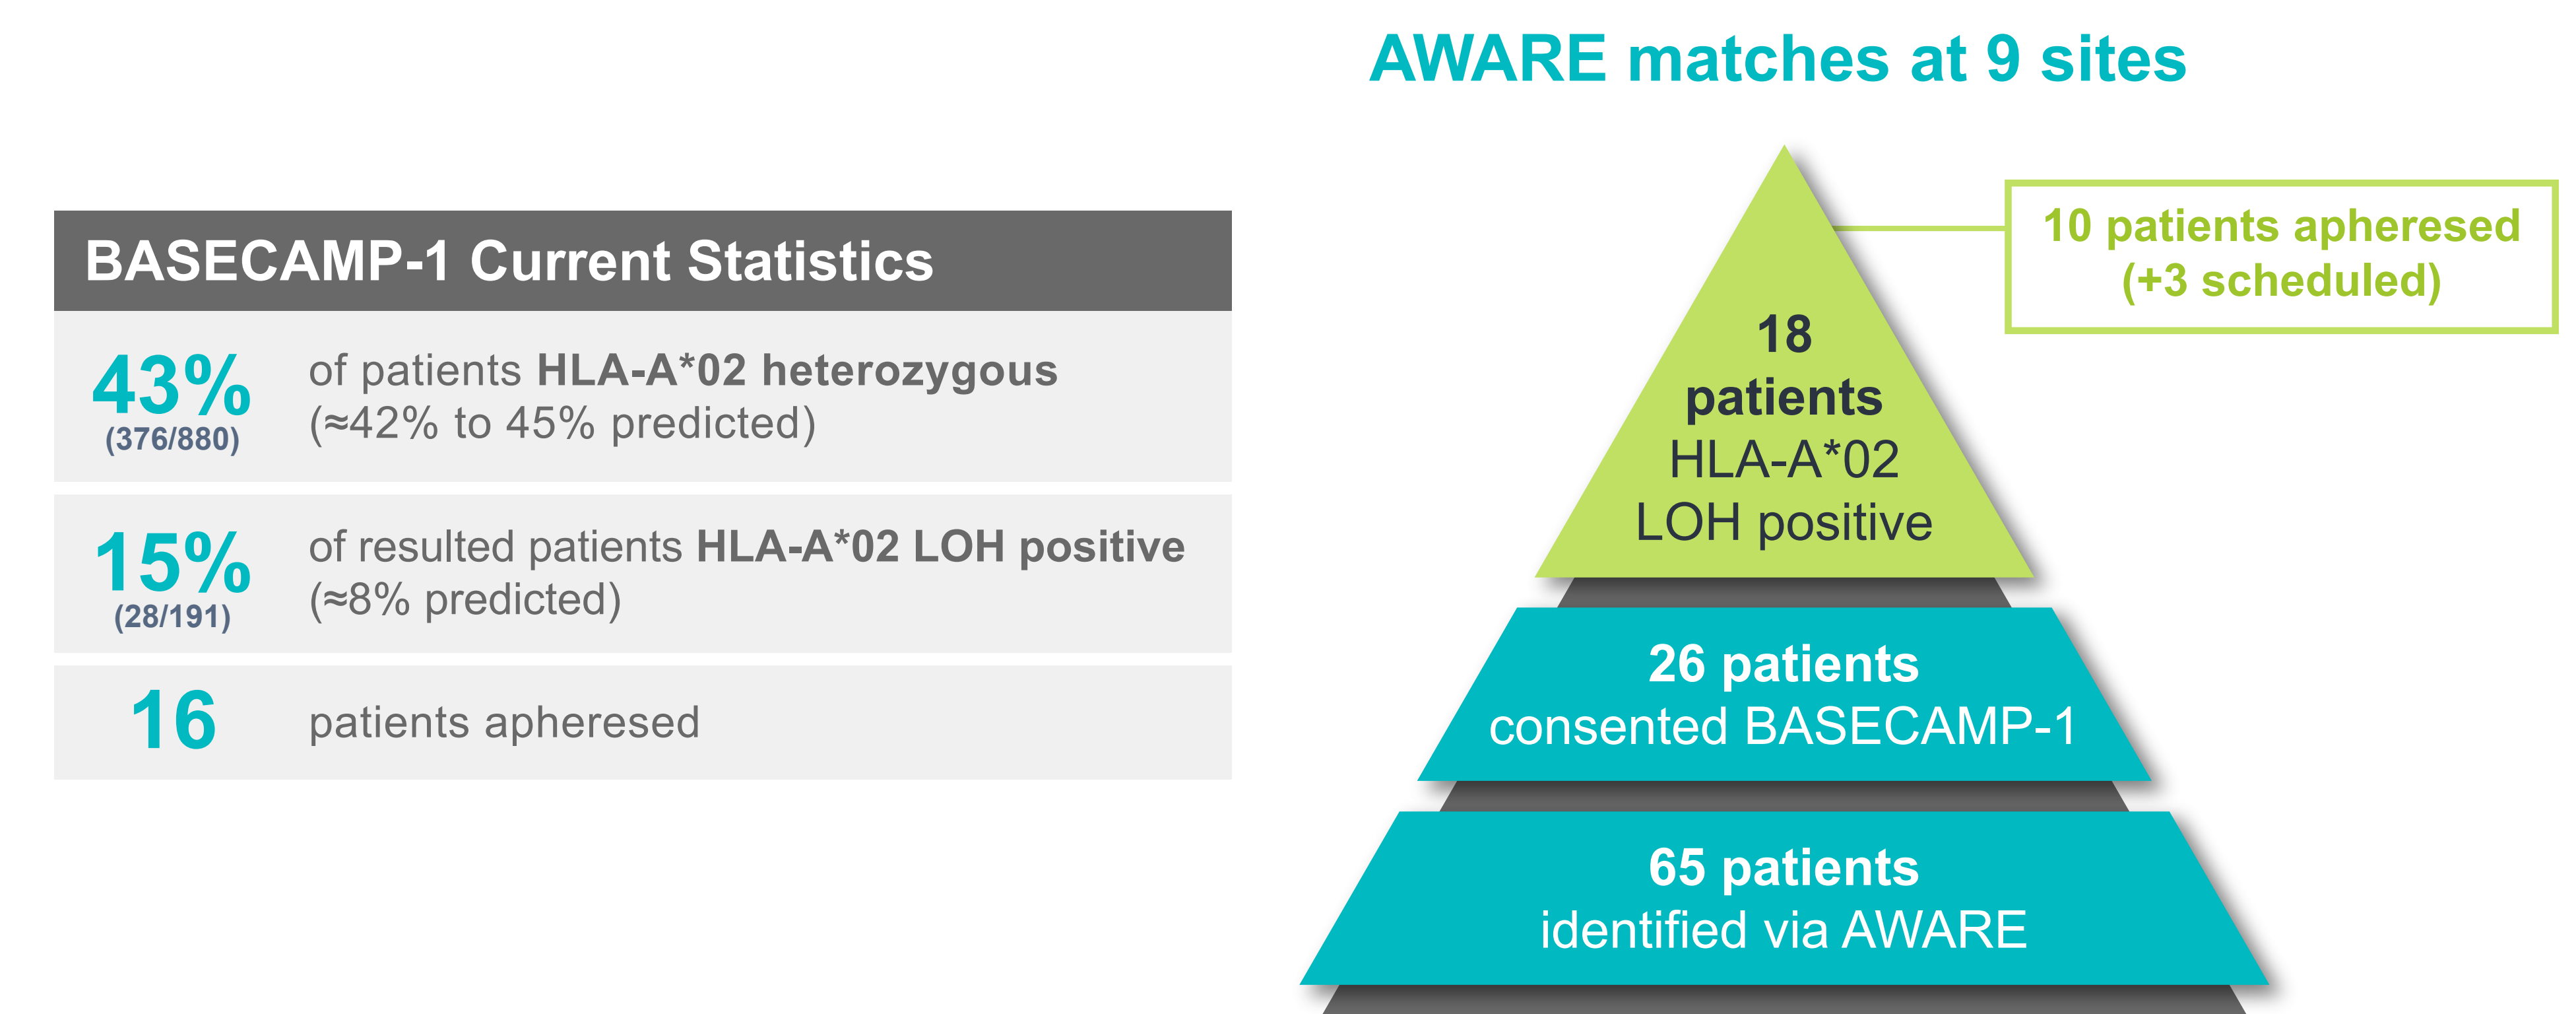 AWARE matches at 9 sites
BASECAMP-1 Current Statistics
43%
(376/880)
of patients HLA-A*02 heterozygous
(≈42% to 45% predicted)
15%
(28/191)
of resulted patients HLA-A*02 LOH positive
(≈8% predicted)
16
patients apheresed
10 patients apheresed
(+3 scheduled)
18
patients
HLA-A*02
LOH positive
26 patients
consented BASECAMP-1
65 patients
identified via AWARE